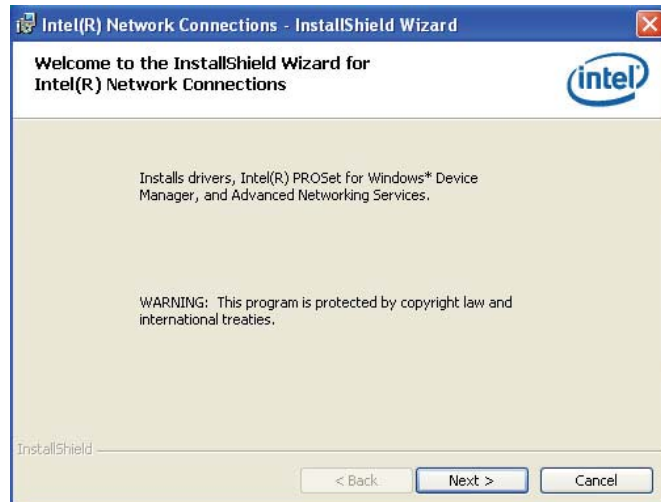 Intel(R) Network Connections - InstallShield Wizard
Welcome to the InstallShield Wizard for
Intel(R) Network Connections
intel
Installs drivers, Intel(R) PROSet for Windows* Device
Manager, and Advanced Networking Services.
WARNING: This program is protected by copyright law and
international treaties.
InstallShield
< Back
Next >
Cancel